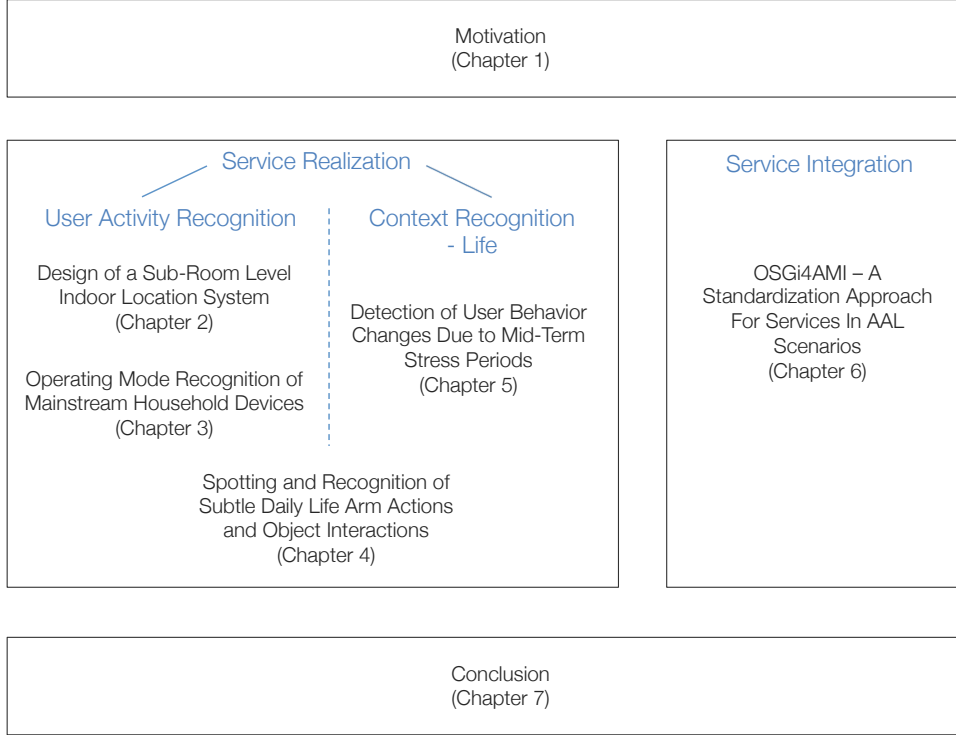 Motivation
(Chapter 1)
Service Realization
User Activity Recognition
Design of a Sub-Room Level
Indoor Location System
(Chapter 2)
Operating Mode Recognition of
Mainstream Household Devices
(Chapter 3)
Context Recognition
- Life
Detection of User Behavior
Changes Due to Mid-Term
Stress Periods
(Chapter 5)
Spotting and Recognition of
Subtle Daily Life Arm Actions
and Object Interactions
(Chapter 4)
Service Integration
OSGi4AMI – A
Standardization Approach
For Services In AAL
Scenarios
(Chapter 6)
Conclusion
(Chapter 7)